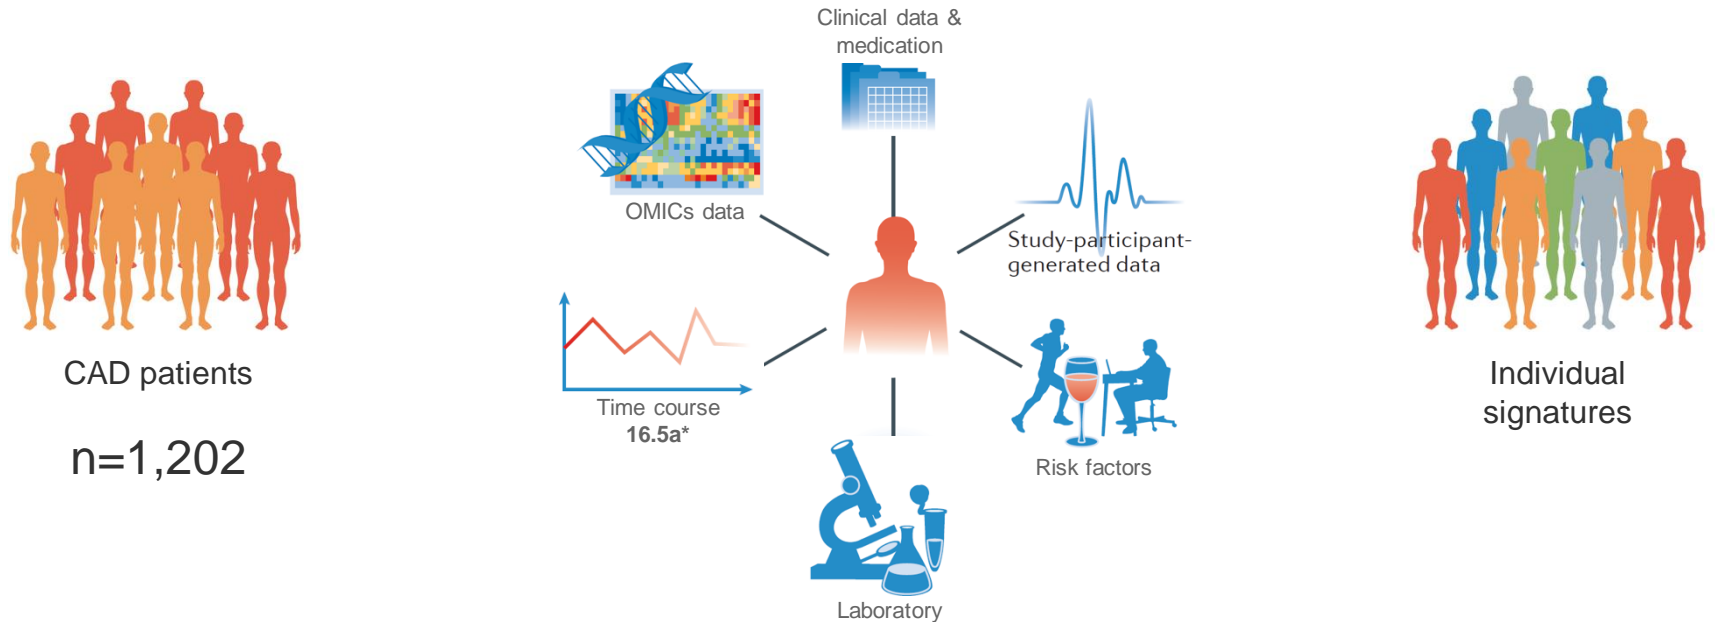 CAD patients
n=1,202
Clinical data &
medication
OMICs data
Study-participant-
generated data
Time course
16.5a*
Risk factors
Laboratory
Individual
signatures